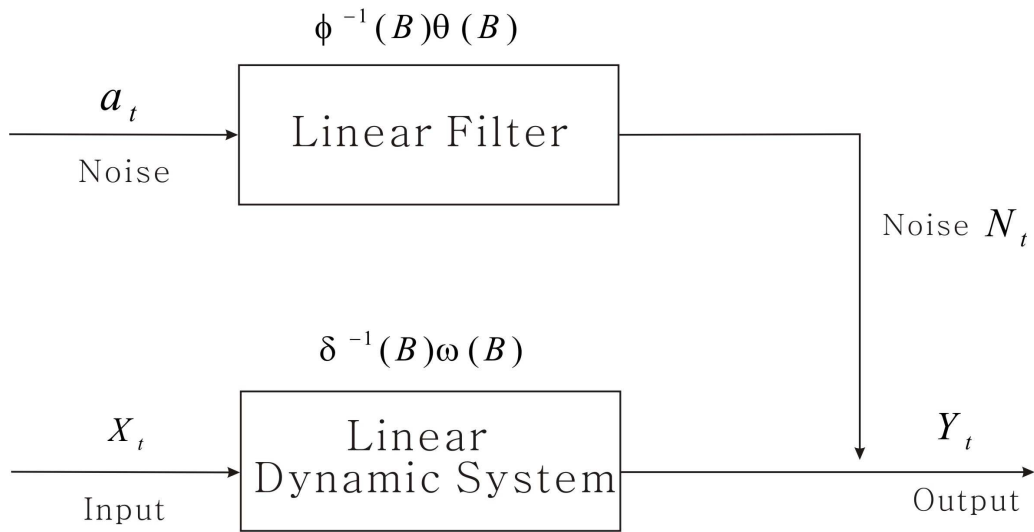 ϕ⁻¹(B)θ(B)
aₜ
Linear Filter
Noise
Noise Nₜ
δ⁻¹(B)ω(B)
Xₜ
Linear
Dynamic System
Yₜ
Input
Output